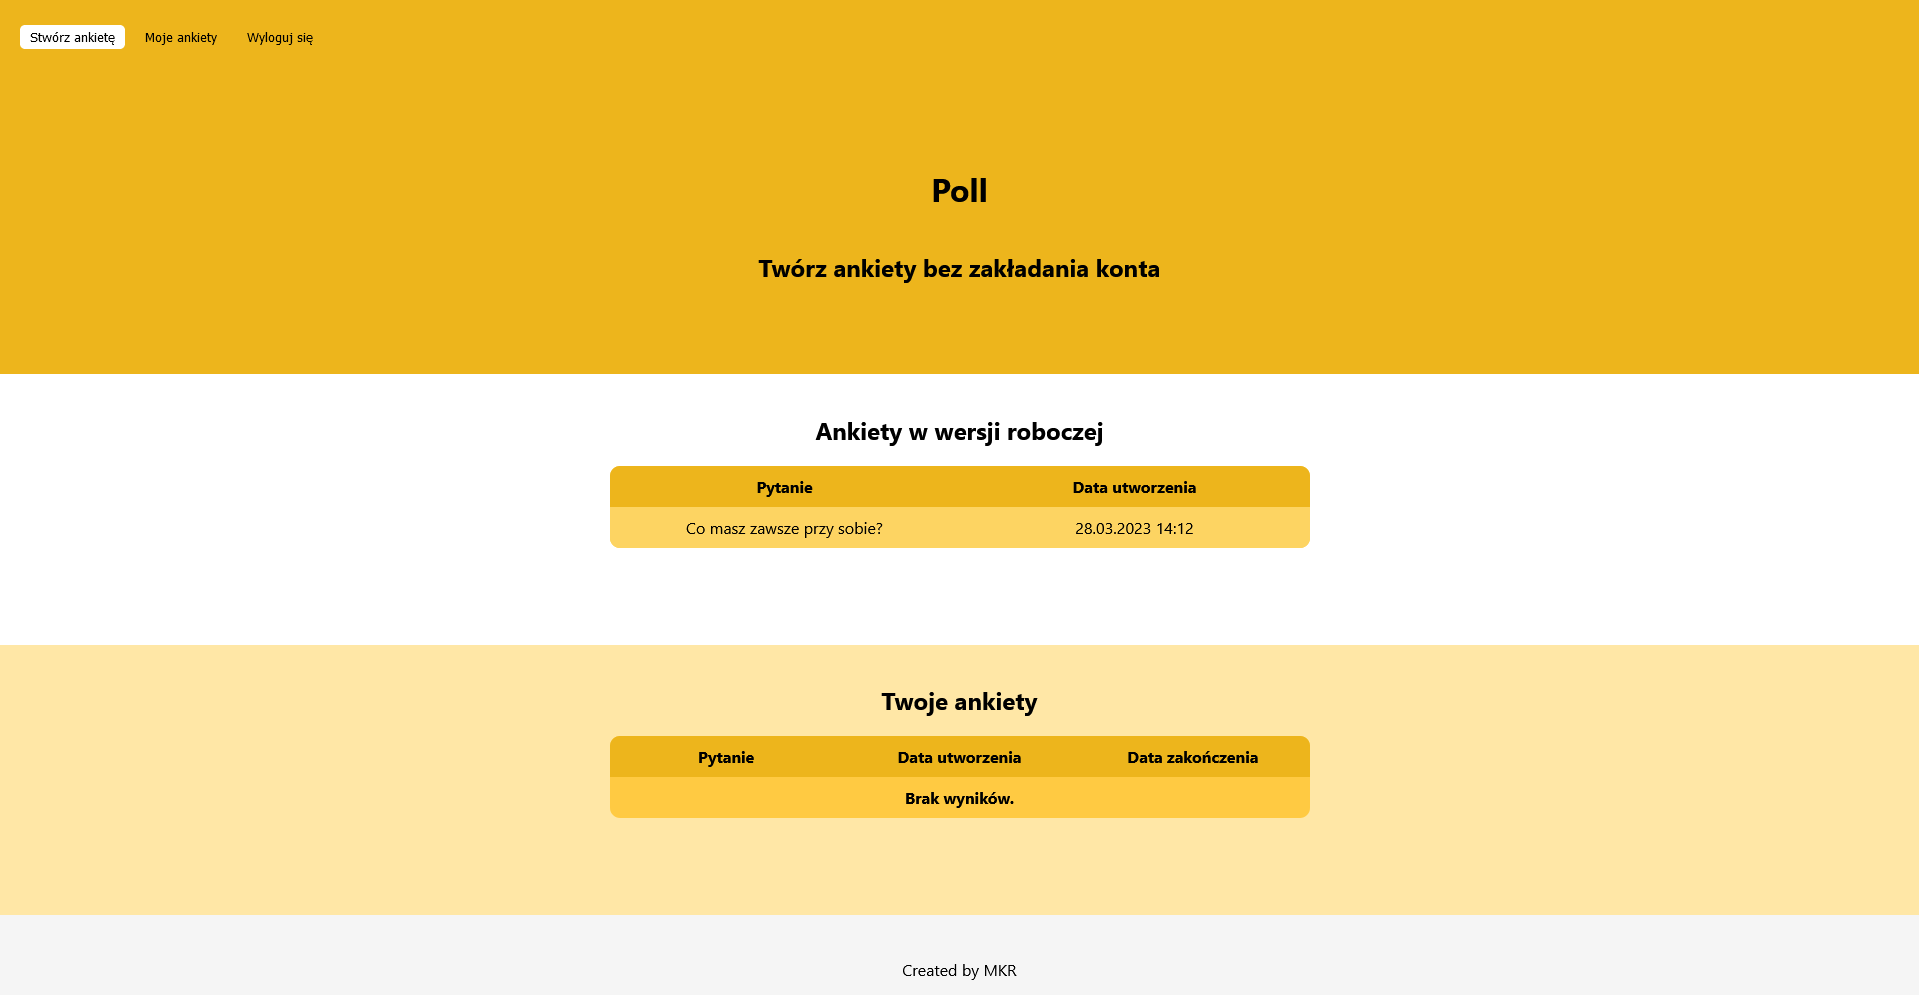 Stwórz ankietę Moje ankiety Wyloguj się
Poll
Twórz ankiety bez zakładania konta
Ankiety w wersji roboczej
Pytanie Data utworzenia
Co masz zawsze przy sobie? 28.03.2023 14:12
Twoje ankiety
Pytanie Data utworzenia Data zakończenia
Brak wyników.
Created by MKR